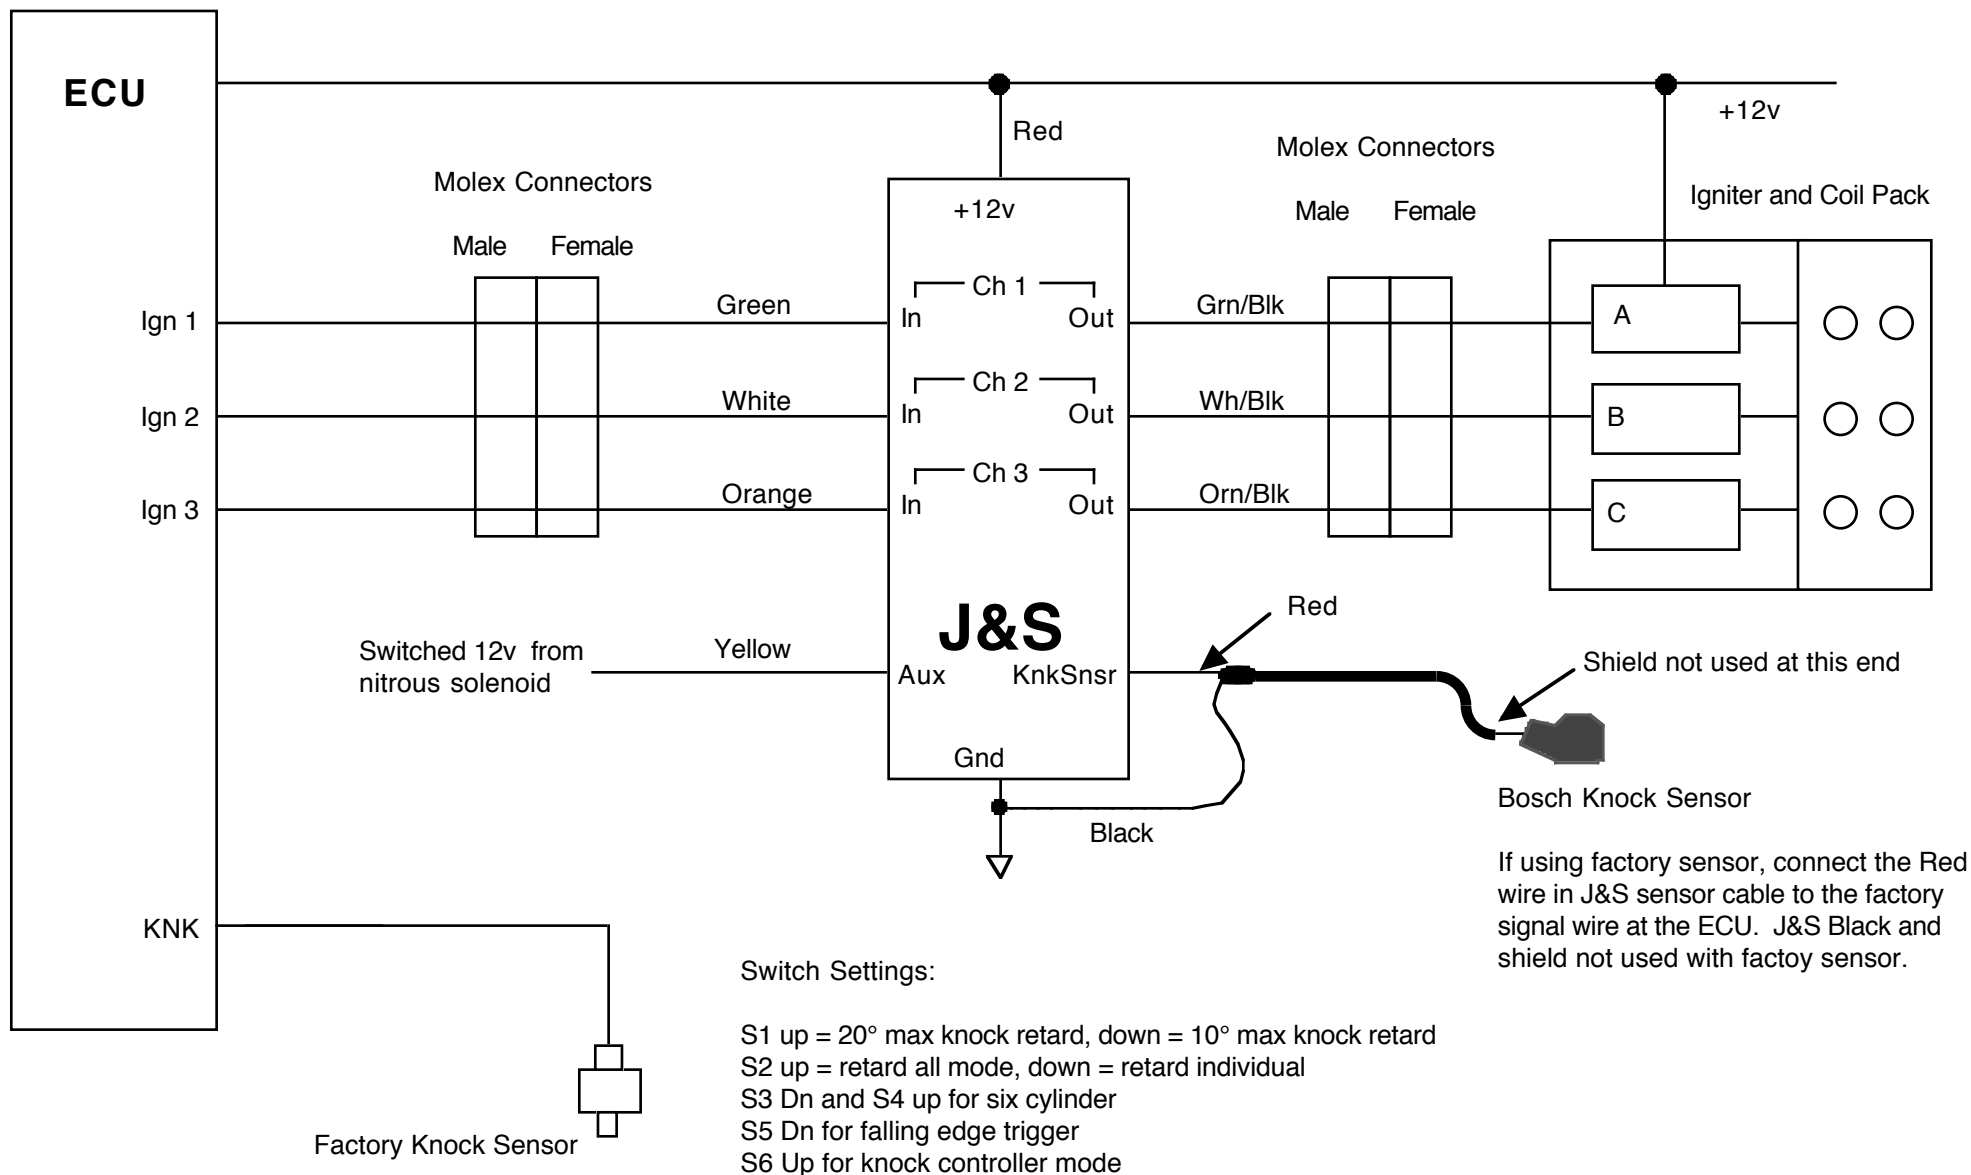 ECU
+12v
Red
Molex Connectors
Molex Connectors
Igniter and Coil Pack
+12v
Male Female
Male Female
Ch 1
Green
Grn/Blk
A
Ign 1
In Out
Ch 2
White
Wh/Blk
B
Ign 2
In Out
Ch 3
Orange
Orn/Blk
C
Ign 3
In Out
J&S
Red
Switched 12v from
nitrous solenoid
Yellow
Aux KnkSnsr
Shield not used at this end
Gnd
Black
Bosch Knock Sensor
If using factory sensor, connect the Red
wire in J&S sensor cable to the factory
signal wire at the ECU. J&S Black and
shield not used with factoy sensor.
KNK
Factory Knock Sensor
Switch Settings:
S1 up = 20° max knock retard, down = 10° max knock retard
S2 up = retard all mode, down = retard individual
S3 Dn and S4 up for six cylinder
S5 Dn for falling edge trigger
S6 Up for knock controller mode